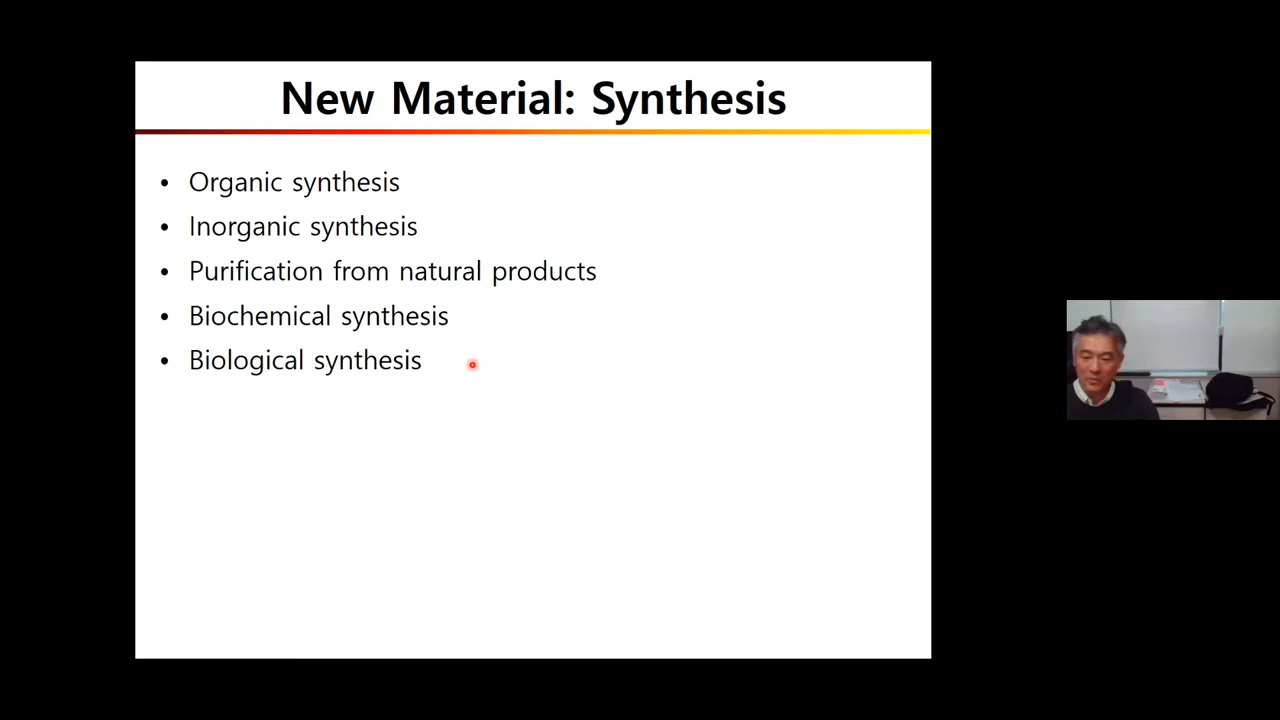 New Material: Synthesis
• Organic synthesis
• Inorganic synthesis
• Purification from natural products
• Biochemical synthesis
• Biological synthesis